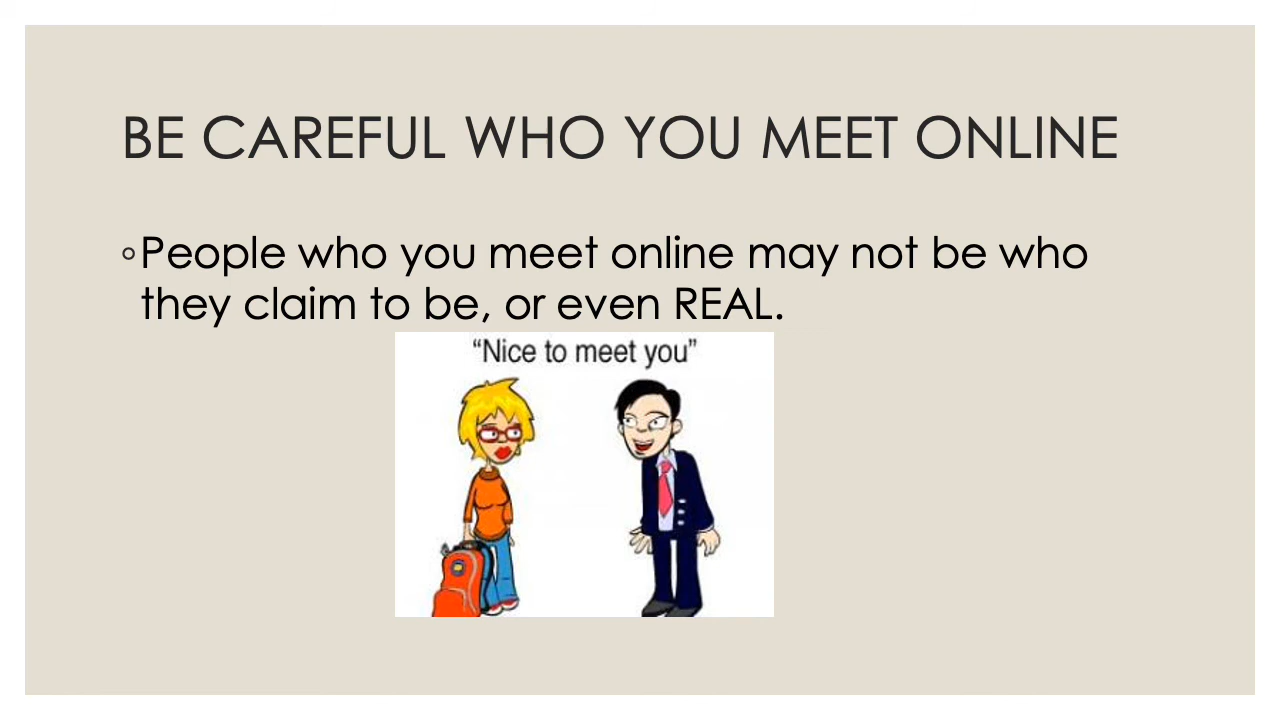 BE CAREFUL WHO YOU MEET ONLINE
◦People who you meet online may not be who
they claim to be, or even REAL.
“Nice to meet you”